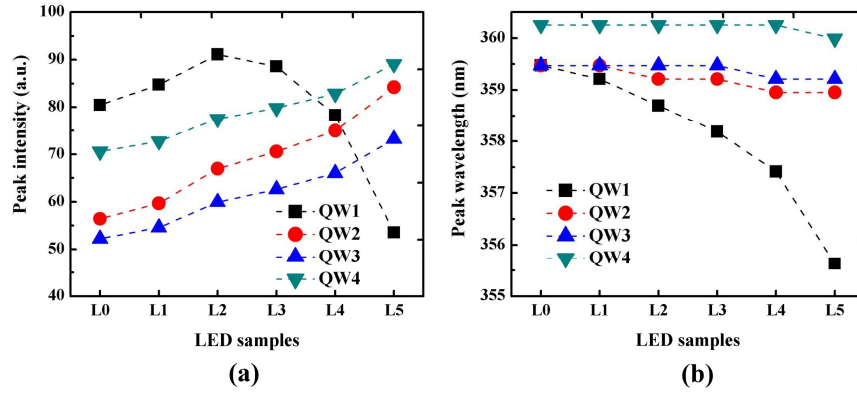 Peak intensity (a.u.)
100
90
80
70
60
50
40
QW1
QW2
QW3
QW4
L0 L1 L2 L3 L4 L5
LED samples
(a)
Peak wavelength (nm)
360
359
358
357
356
355
QW1
QW2
QW3
QW4
L0 L1 L2 L3 L4 L5
LED samples
(b)